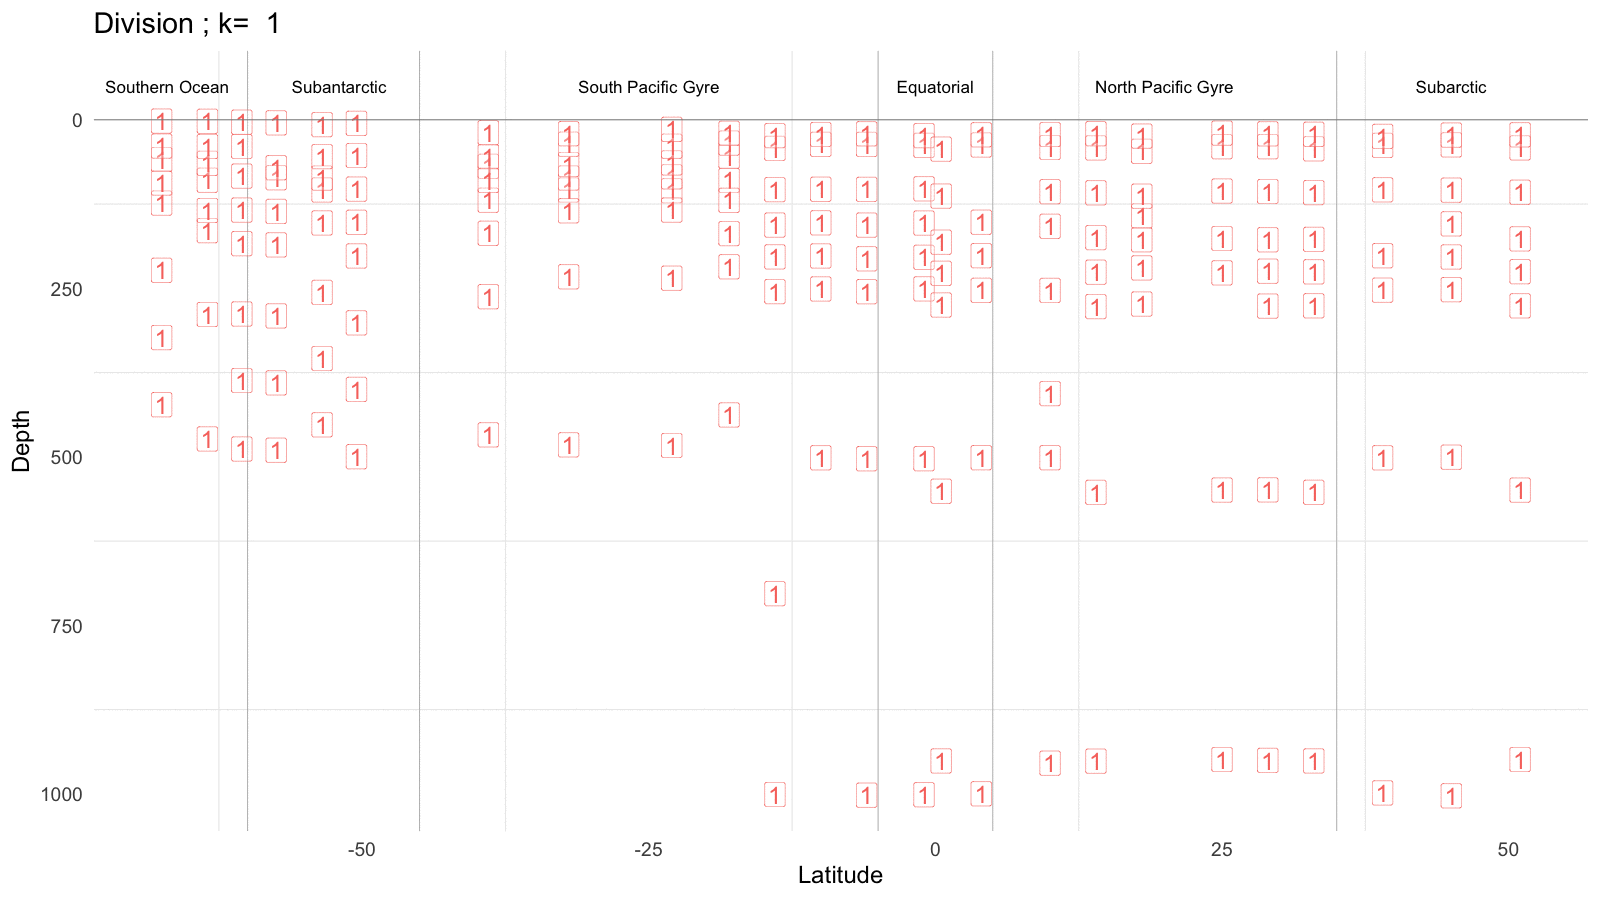 Division ; k=  1
Southern Ocean Subantarctic South Pacific Gyre Equatorial North Pacific Gyre Subarctic
0
250
500
750
1000
Depth
-50 -25 0 25 50
Latitude